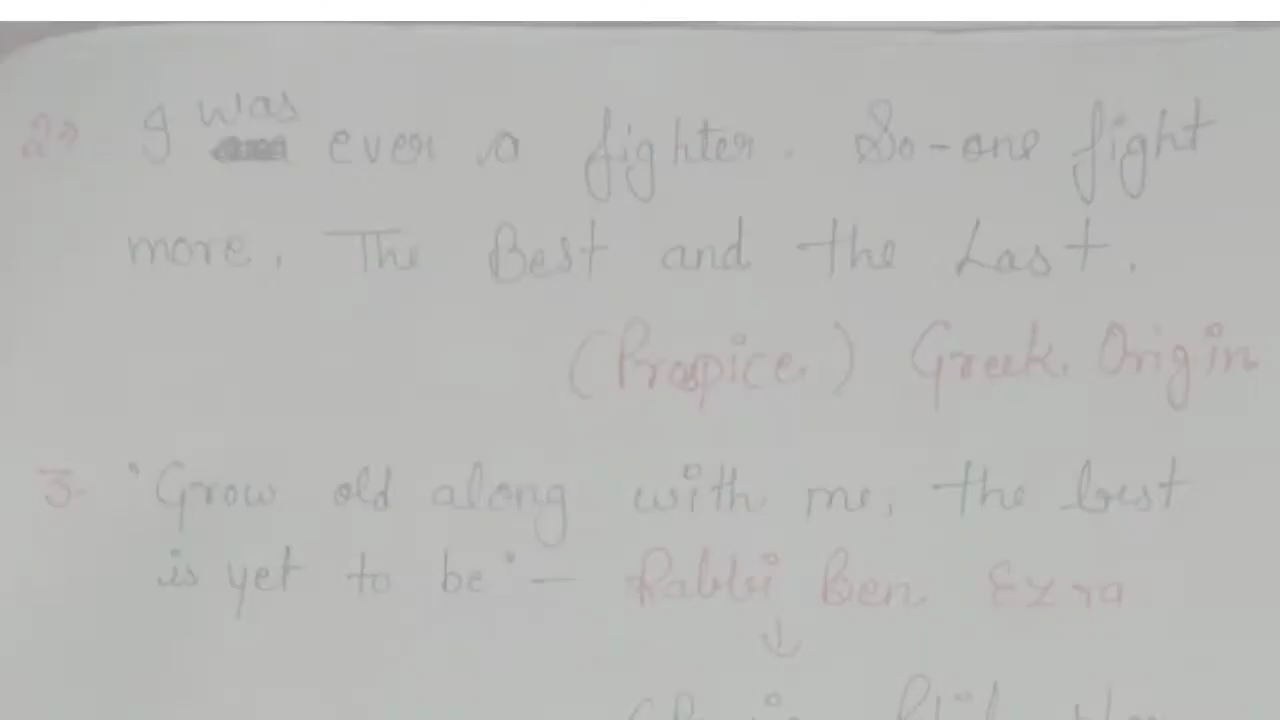 2) I was ever a fighter. So-one fight
more. The Best and the Last.
(Prospice) Greek Origin
3- 'Grow old along with me, the best
is yet to be' - Rabbi Ben Ezra
↓